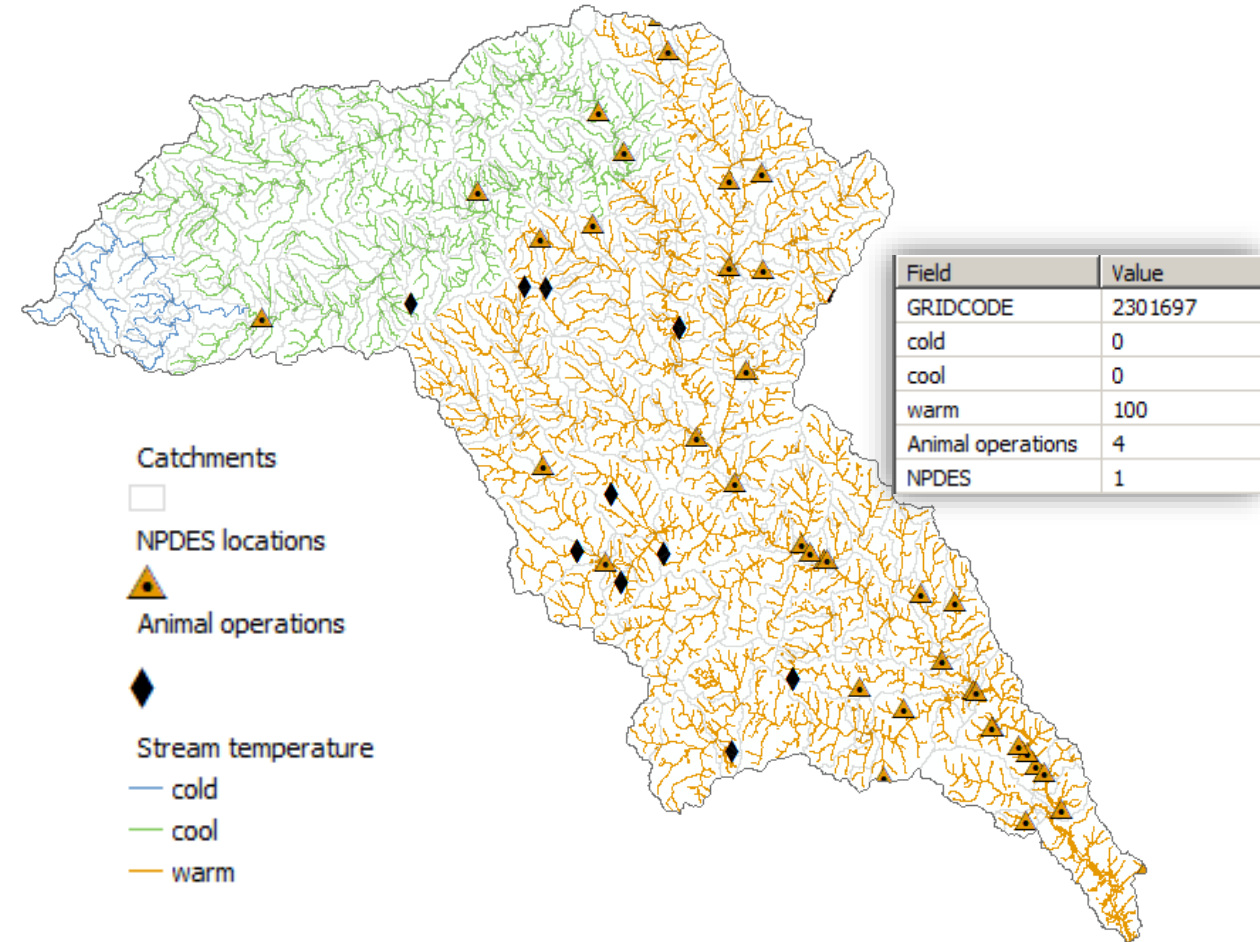 Field Value
GRIDCODE 2301697
cold 0
cool 0
warm 100
Animal operations 4
NPDES 1
Catchments
NPDES locations
Animal operations
Stream temperature
cold
cool
warm